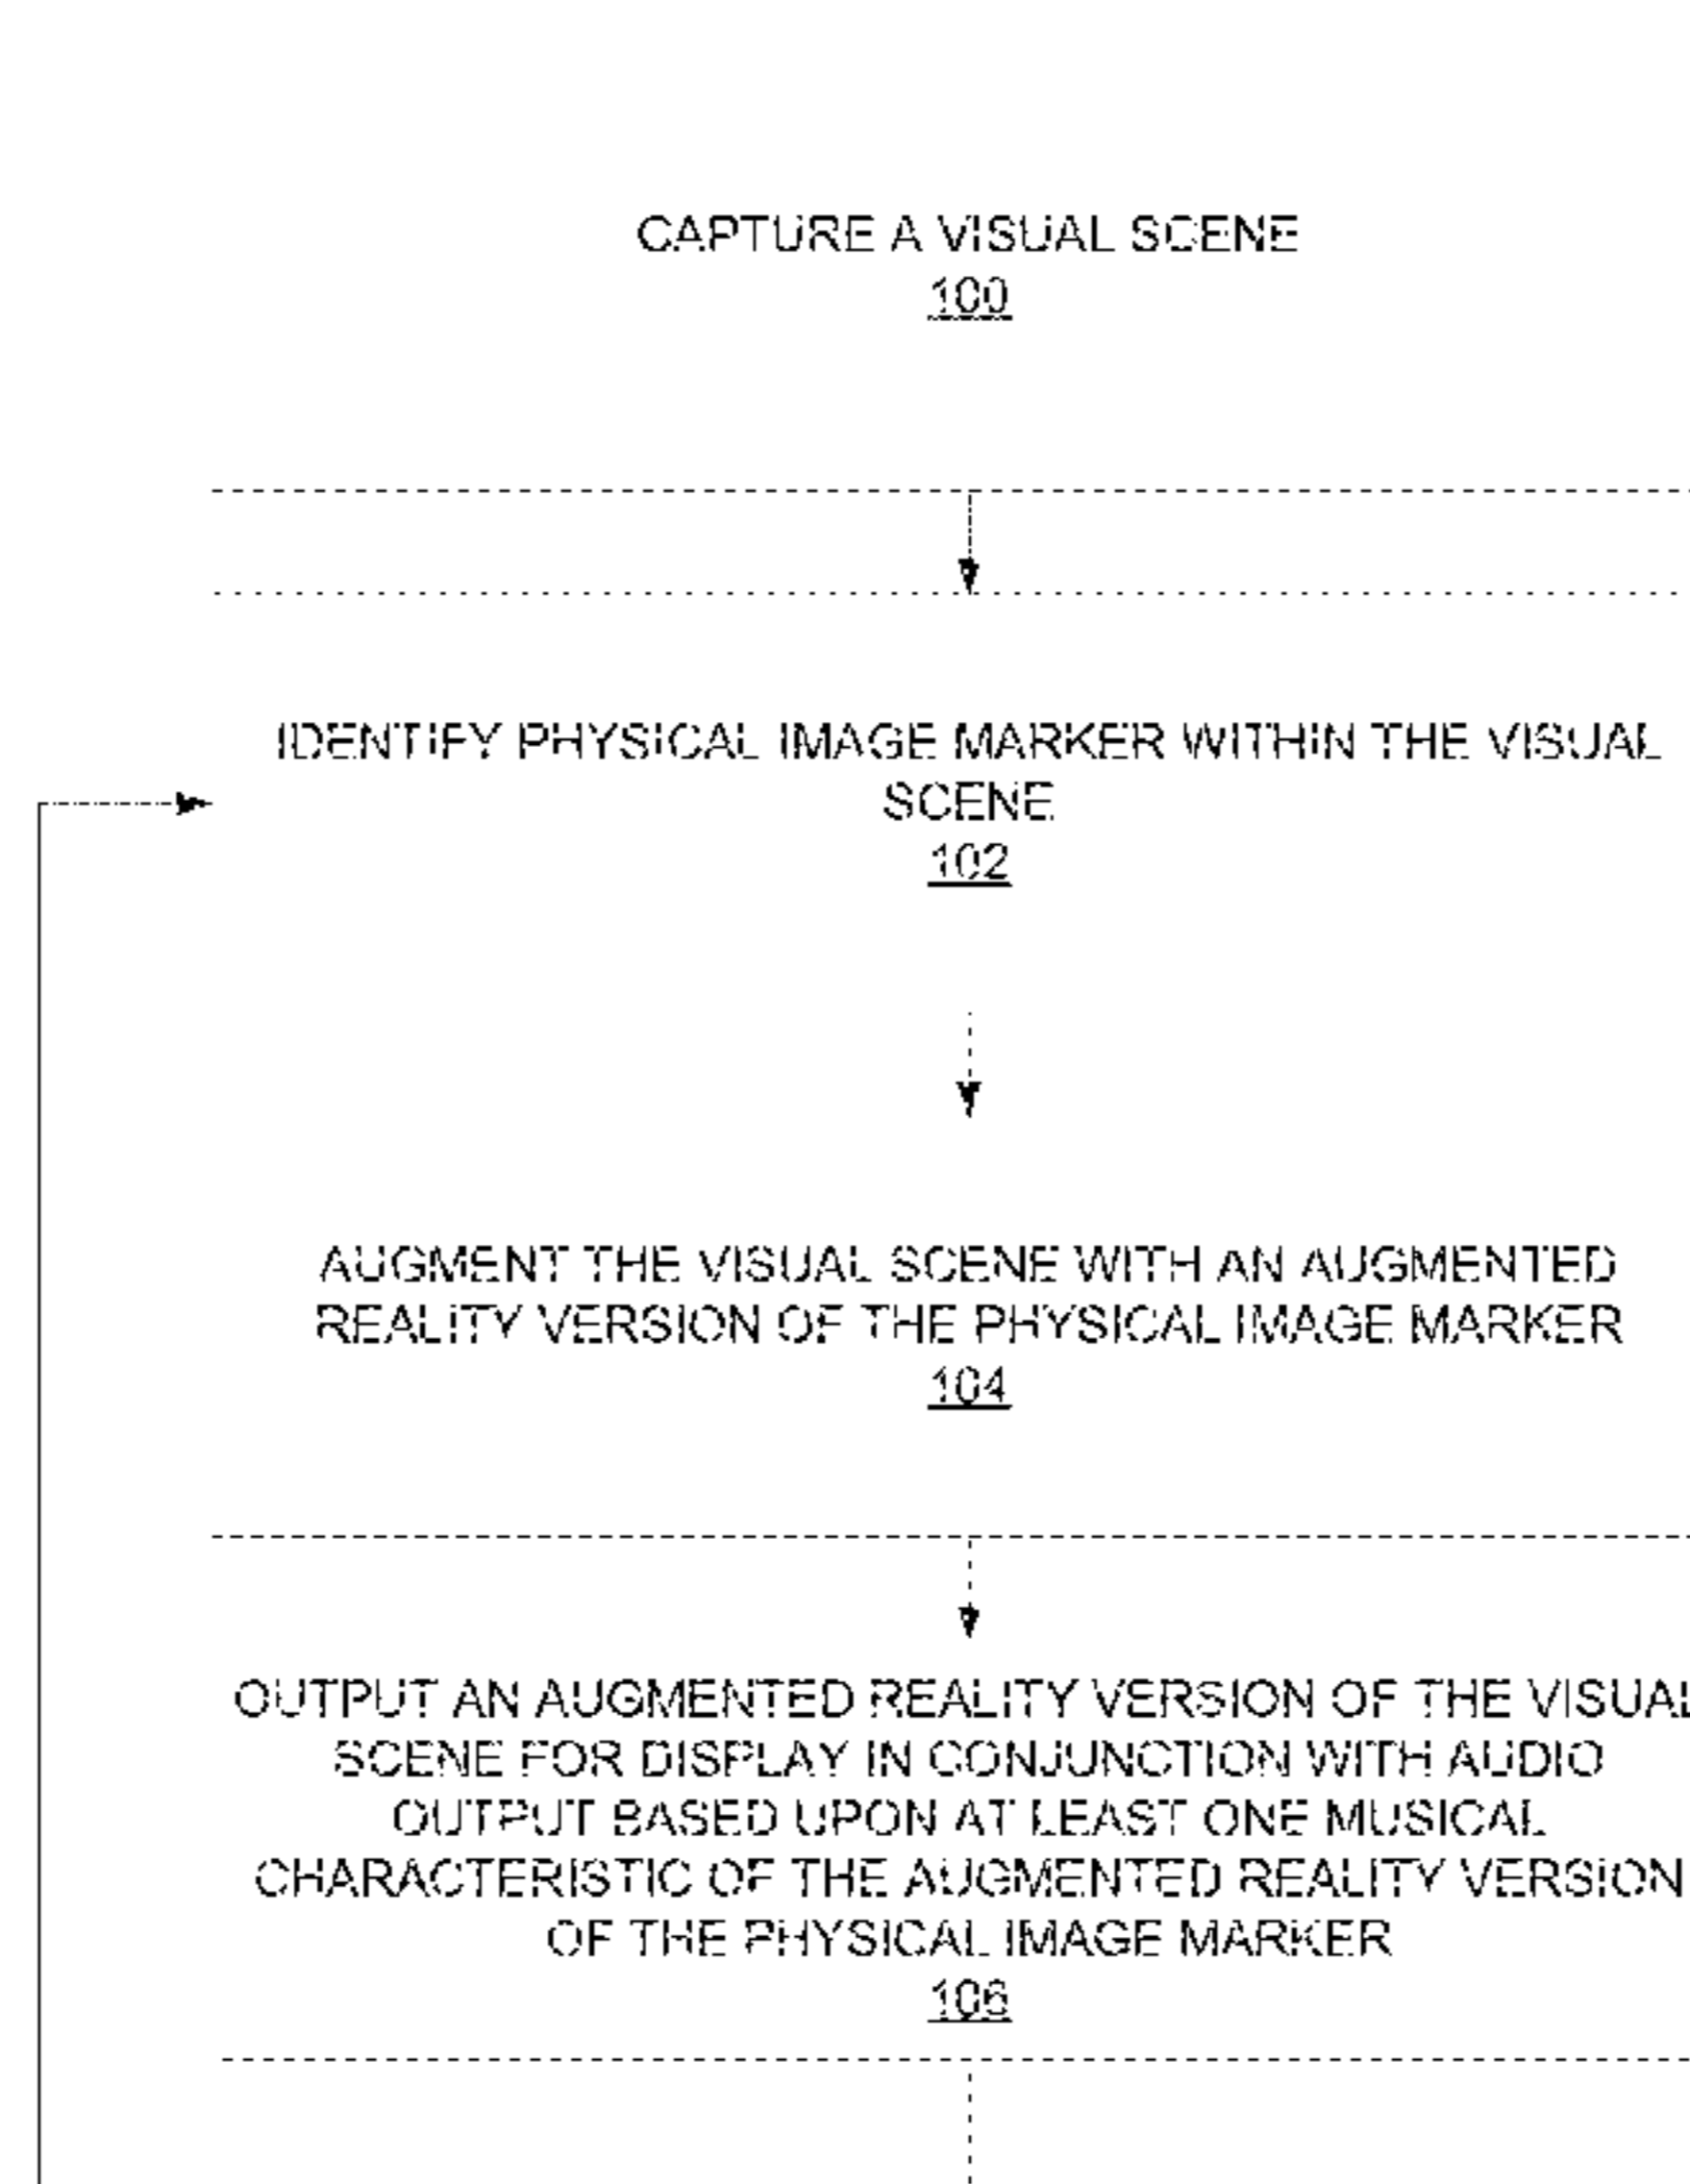 CAPTURE A VISUAL SCENE
100
IDENTIFY PHYSICAL IMAGE MARKER WITHIN THE VISUAL
SCENE
102
AUGMENT THE VISUAL SCENE WITH AN AUGMENTED
REALITY VERSION OF THE PHYSICAL IMAGE MARKER
104
OUTPUT AN AUGMENTED REALITY VERSION OF THE VISUAL
SCENE FOR DISPLAY IN CONJUNCTION WITH AUDIO
OUTPUT BASED UPON AT LEAST ONE MUSICAL
CHARACTERISTIC OF THE AUGMENTED REALITY VERSION
OF THE PHYSICAL IMAGE MARKER
106